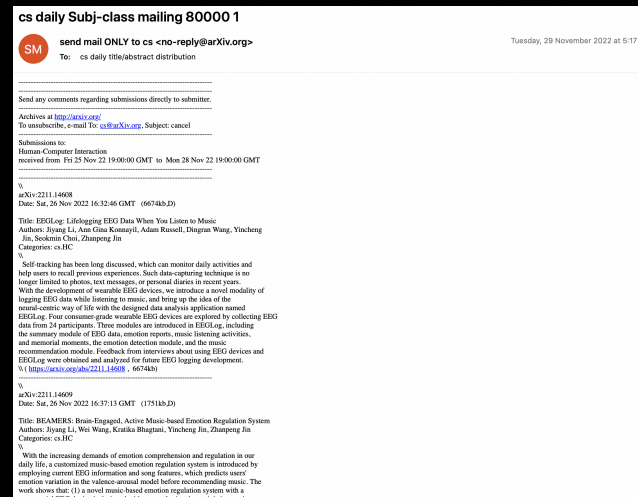 cs daily Subj-class mailing 80000 1
SM
send mail ONLY to cs <no-reply@arXiv.org>
Tuesday, 29 November 2022 at 5:17
To: cs daily title/abstract distribution
------------------------------------------------------------------------------
------------------------------------------------------------------------------
Send any comments regarding submissions directly to submitter.
------------------------------------------------------------------------------
Archives at http://arxiv.org/
To unsubscribe, e-mail To: cs@arXiv.org, Subject: cancel
------------------------------------------------------------------------------
Submissions to:
Human-Computer Interaction
received from Fri 25 Nov 22 19:00:00 GMT to Mon 28 Nov 22 19:00:00 GMT
------------------------------------------------------------------------------
------------------------------------------------------------------------------
\\
arXiv:2211.14608
Date: Sat, 26 Nov 2022 16:32:46 GMT (6674kb,D)
Title: EEGLog: Lifelogging EEG Data When You Listen to Music
Authors: Jiyang Li, Ann Gina Konnayil, Adam Russell, Dingran Wang, Yincheng
Jin, Seokmin Choi, Zhanpeng Jin
Categories: cs.HC
\\
Self-tracking has been long discussed, which can monitor daily activities and
help users to recall previous experiences. Such data-capturing technique is no
longer limited to photos, text messages, or personal diaries in recent years.
With the development of wearable EEG devices, we introduce a novel modality of
logging EEG data while listening to music, and bring up the idea of the
neural-centric way of life with the designed data analysis application named
EEGLog. Four consumer-grade wearable EEG devices are explored by collecting EEG
data from 24 participants. Three modules are introduced in EEGLog, including
the summary module of EEG data, emotion reports, music listening activities,
and memorial moments, the emotion detection module, and the music
recommendation module. Feedback from interviews about using EEG devices and
EEGLog were obtained and analyzed for future EEG logging development.
\\ ( https://arxiv.org/abs/2211.14608 , 6674kb)
------------------------------------------------------------------------------
\\
arXiv:2211.14609
Date: Sat, 26 Nov 2022 16:37:13 GMT (1751kb,D)
Title: BEAMERS: Brain-Engaged, Active Music-based Emotion Regulation System
Authors: Jiyang Li, Wei Wang, Kratika Bhagtani, Yincheng Jin, Zhanpeng Jin
Categories: cs.HC
\\
With the increasing demands of emotion comprehension and regulation in our
daily life, a customized music-based emotion regulation system is introduced by
employing current EEG information and song features, which predicts users'
emotion variation in the valence-arousal model before recommending music. The
work shows that: (1) a novel music-based emotion regulation system with a